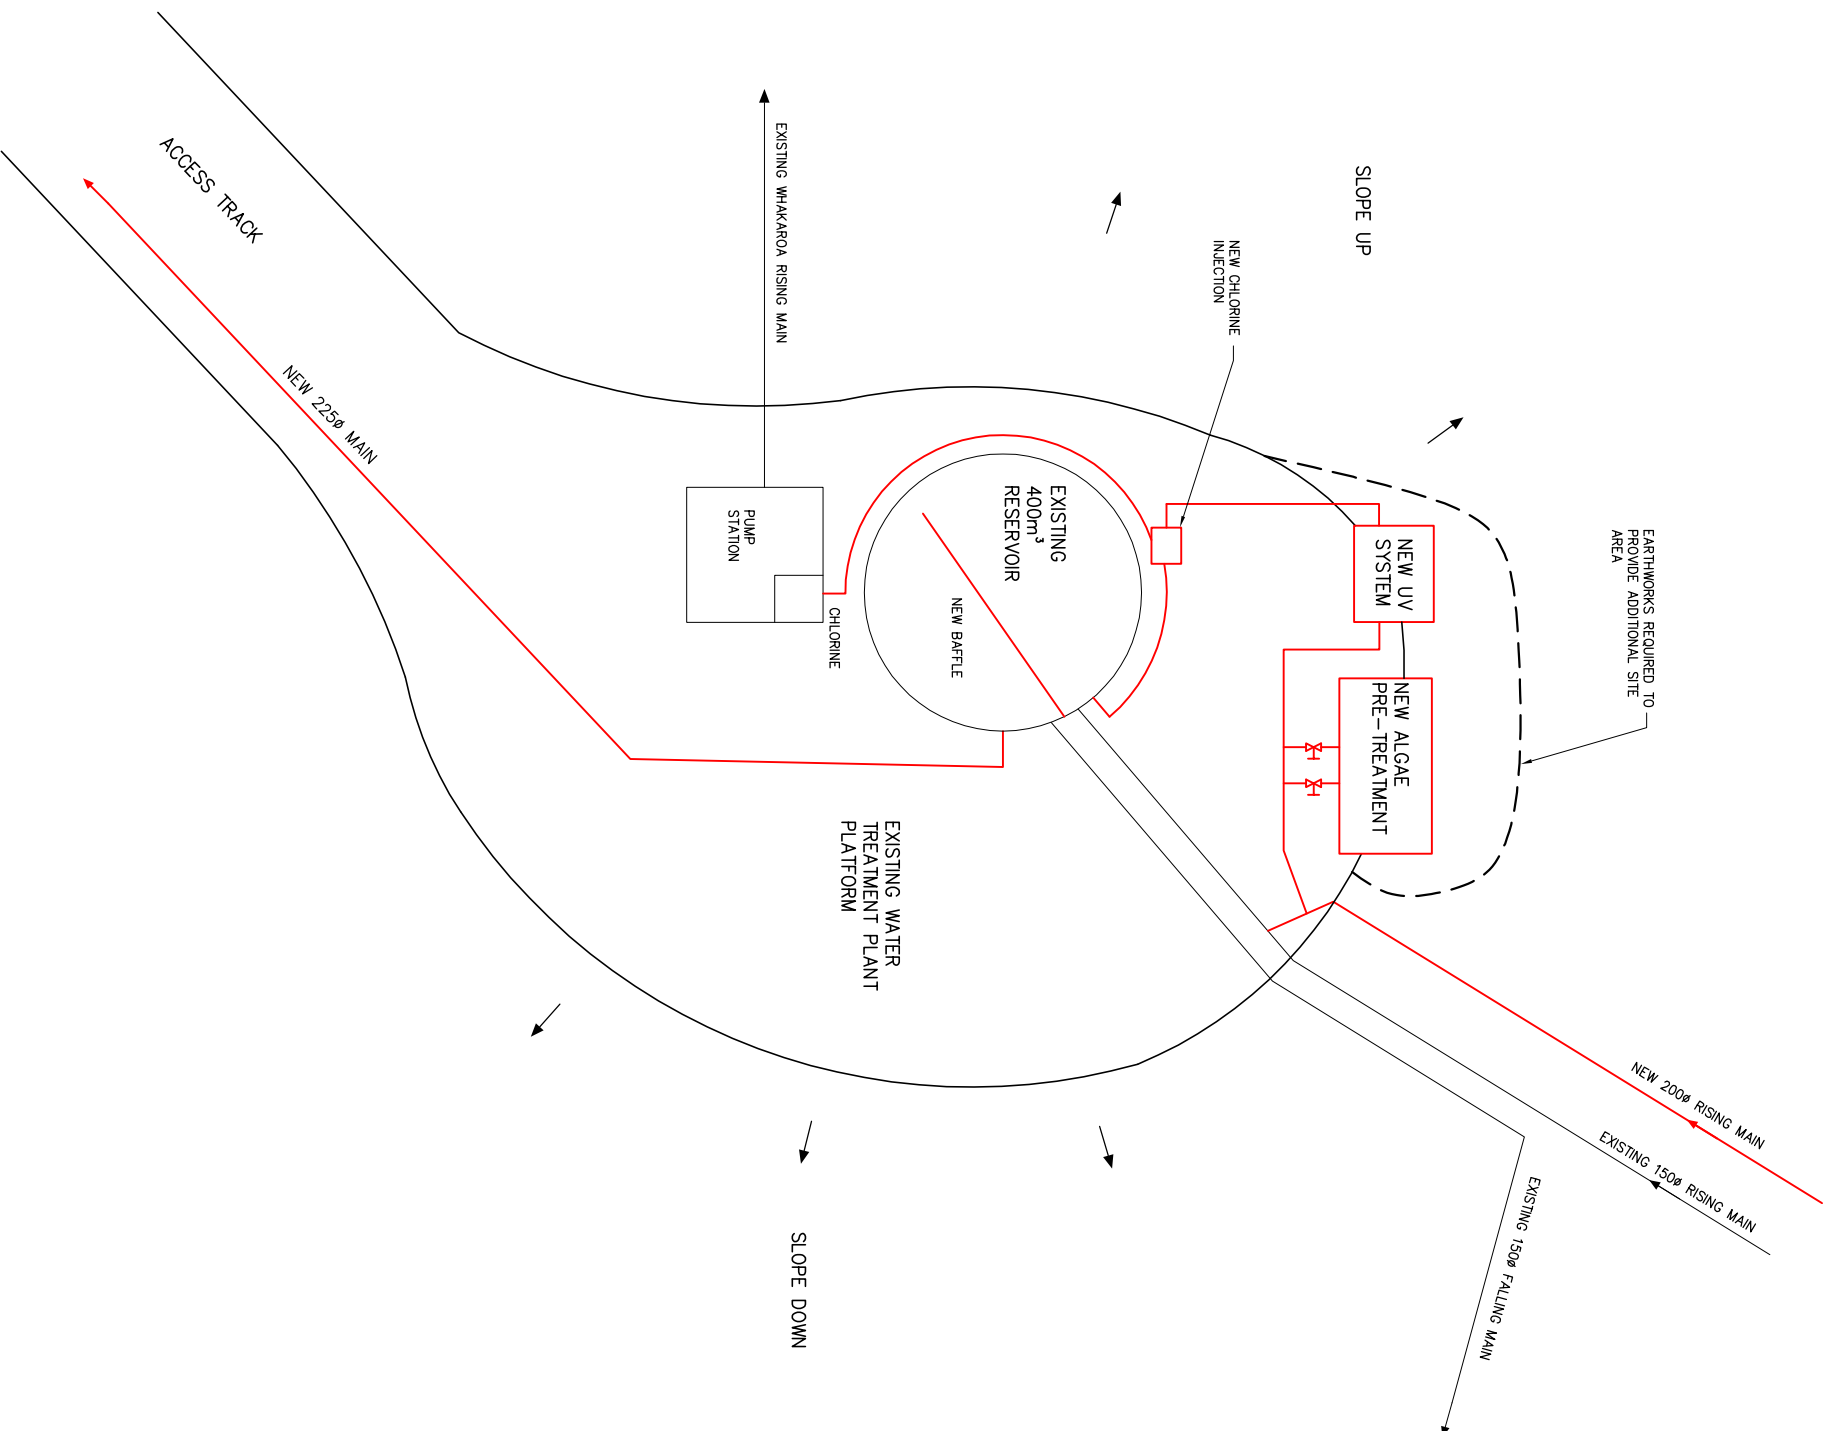 SLOPE UP
NEW CHLORINE
INJECTION
EARTHWORKS REQUIRED TO
PROVIDE ADDITIONAL SITE
AREA
EXISTING WHAKAROA RISING MAIN
ACCESS TRACK
NEW 225ø MAIN
PUMP
STATION
CHLORINE
EXISTING
400m³
RESERVOIR
NEW BAFFLE
NEW UV
SYSTEM
NEW ALGAE
PRE-TREATMENT
EXISTING WATER
TREATMENT PLANT
PLATFORM
NEW 200ø RISING MAIN
EXISTING 150ø RISING MAIN
EXISTING 150ø FALLING MAIN
SLOPE DOWN